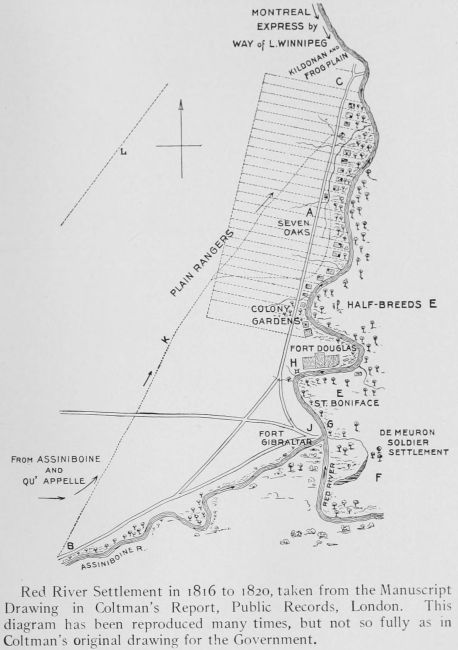 MONTREAL
EXPRESS by
WAY of L. WINNIPEG
KILDONAN AND
FROG PLAIN
C
L
PLAIN RANGERS
A
SEVEN
OAKS
HALF-BREEDS E
COLONY
GARDENS
FORT DOUGLAS
H
K
E
ST. BONIFACE
J
G
FORT
GIBRALTAR
DE MEURON
SOLDIER
SETTLEMENT
F
FROM ASSINIBOINE
AND
QU' APPELLE
RED RIVER
B
ASSINIBOINE R.
Red River Settlement in 1816 to 1820, taken from the Manuscript
Drawing in Coltman's Report, Public Records, London. This
diagram has been reproduced many times, but not so fully as in
Coltman's original drawing for the Government.